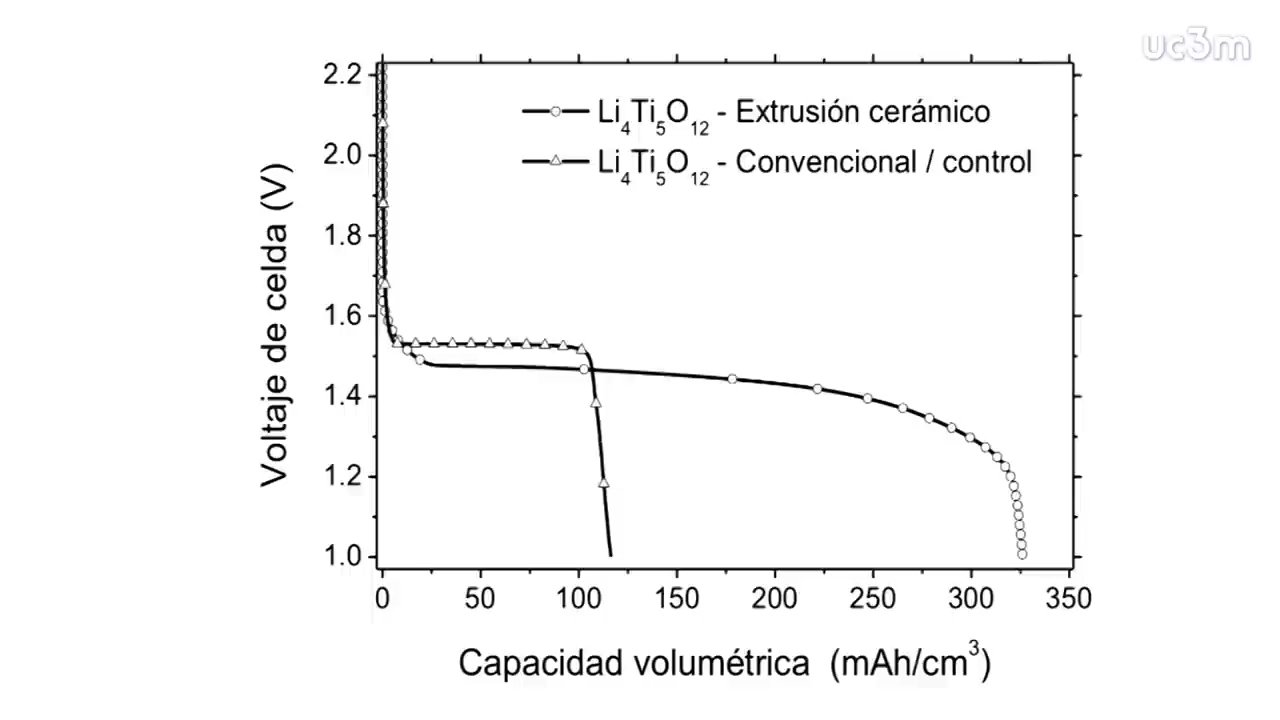 uc3m
Li4Ti5O12 - Extrusión cerámico
Li4Ti5O12 - Convencional / control
Voltaje de celda (V)
2.2
2.0
1.8
1.6
1.4
1.2
1.0
0 50 100 150 200 250 300 350
Capacidad volumétrica (mAh/cm3)